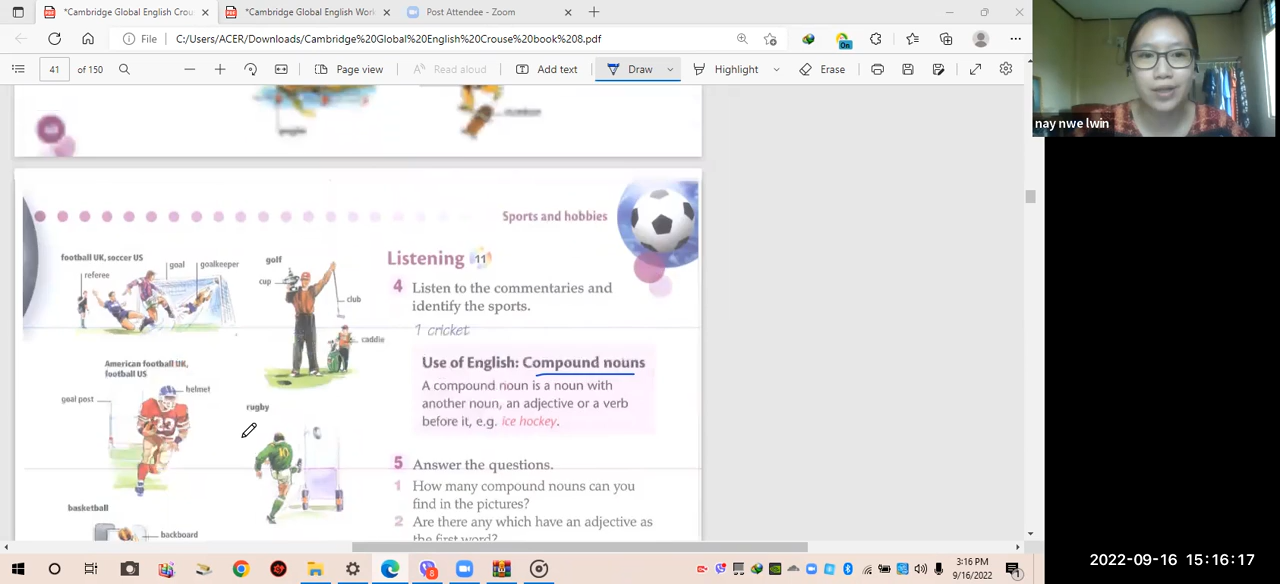 *Cambridge Global English Crou
*Cambridge Global English Work
Post Attendee - Zoom
File
C:/Users/ACER/Downloads/Cambridge%20Global%20English%20Crouse%20book%208.pdf
On
41 of 150
Page view
Read aloud
Add text
Draw
Highlight
Erase
nay nwe lwin
goggles
Sports and hobbies
football UK, soccer US
referee
goal
goalkeeper
golf
cup
club
caddie
Listening 11
4 Listen to the commentaries and
identify the sports.
1 cricket
Use of English: Compound nouns
A compound noun is a noun with
another noun, an adjective or a verb
before it, e.g. ice hockey.
American football UK,
football US
goal post
helmet
rugby
5 Answer the questions.
1 How many compound nouns can you
find in the pictures?
2 Are there any which have an adjective as
the first word?
basketball
backboard
3:16 PM
9/16/2022
2022-09-16 15:16:17